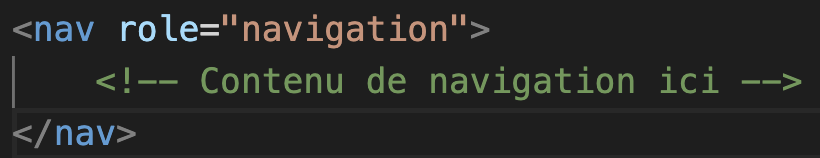 <nav role="navigation">
<!-- Contenu de navigation ici -->
</nav>